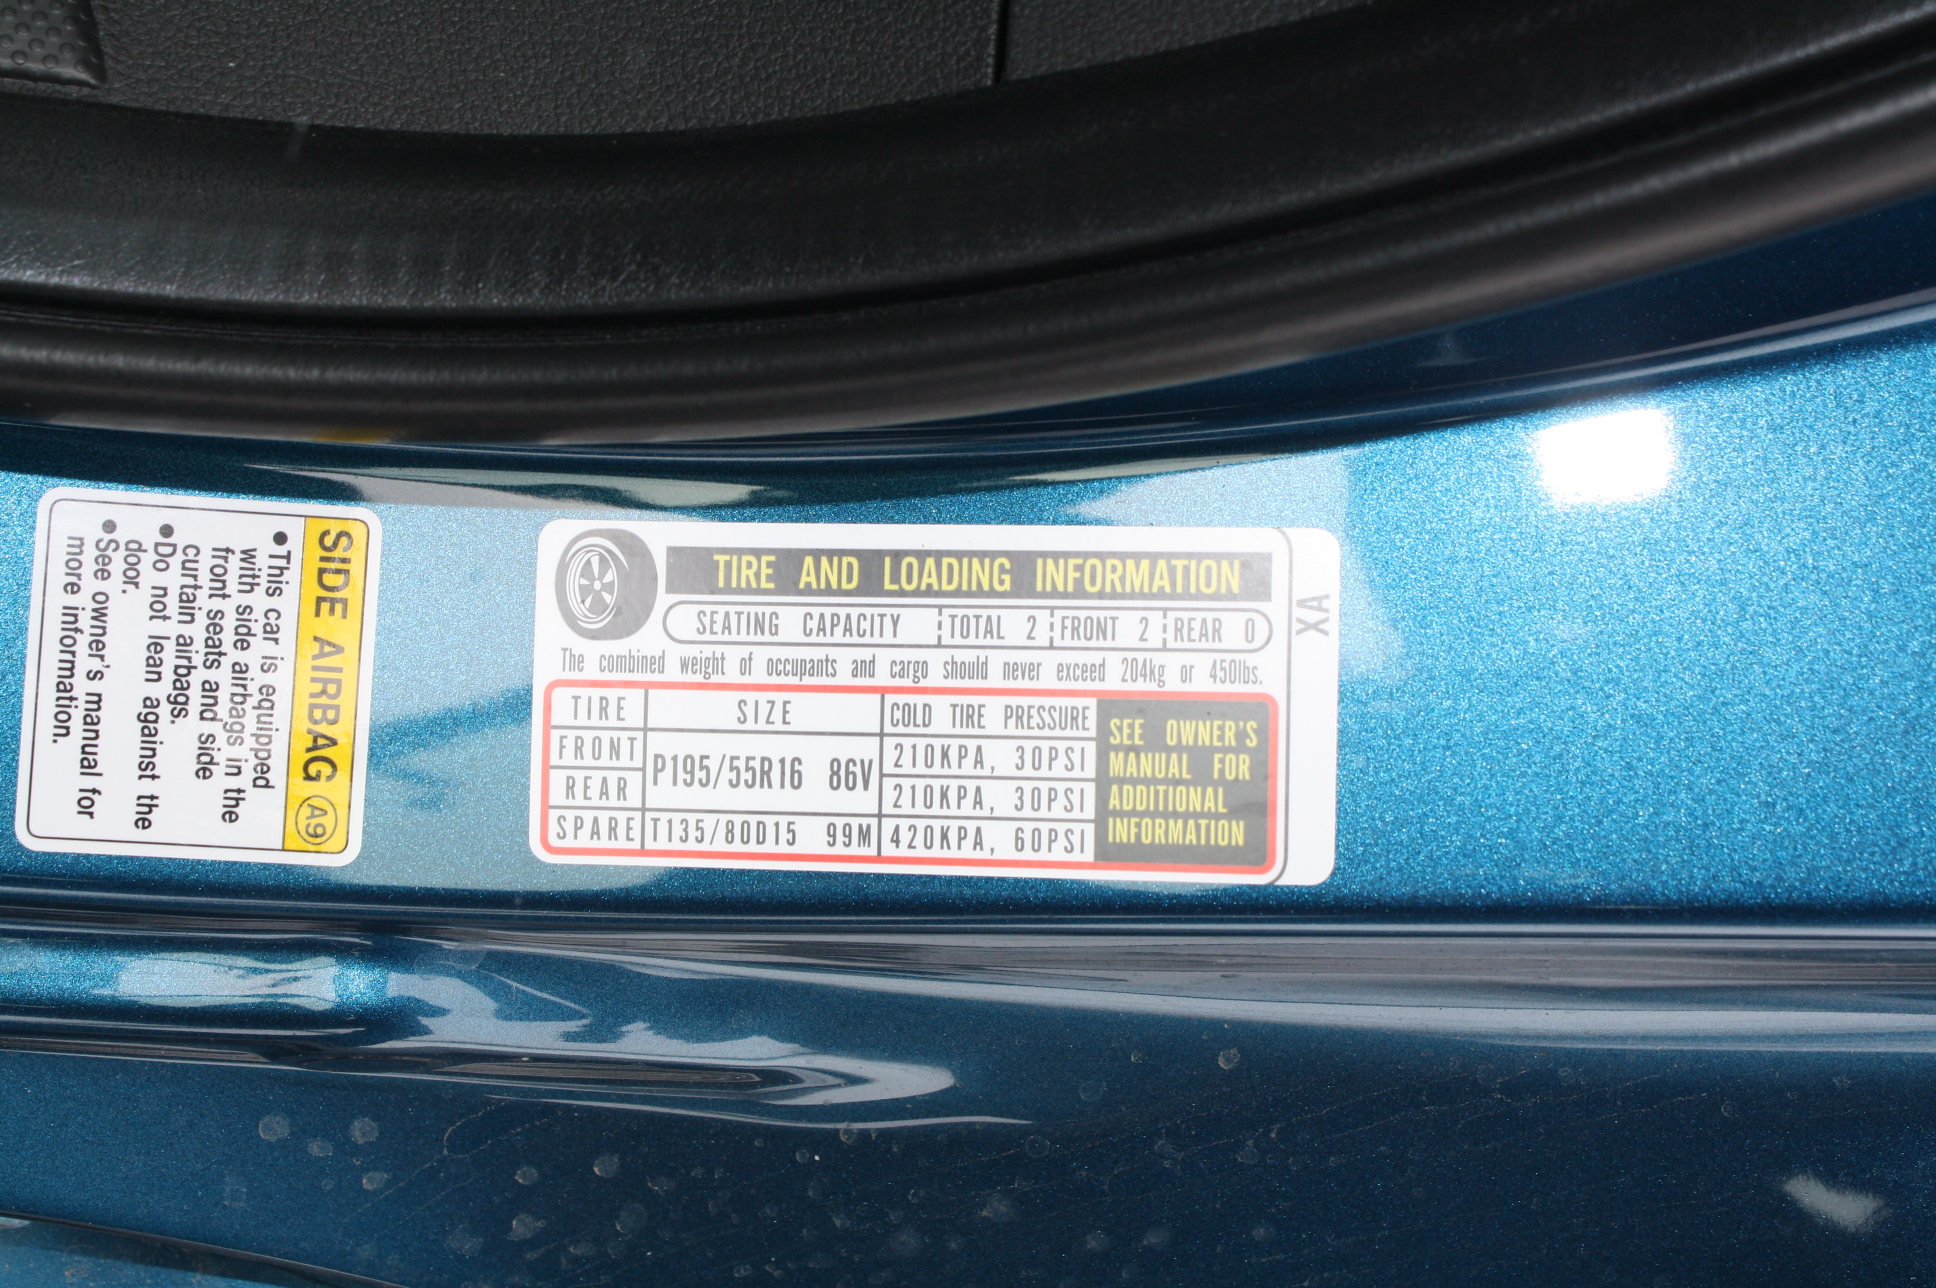 SIDE AIRBAG A9
●This car is equipped
with side airbags in the
front seats and side
curtain airbags.
●Do not lean against the
door.
●See owner's manual for
more information.
TIRE AND LOADING INFORMATION
SEATING CAPACITY TOTAL 2 FRONT 2 REAR 0
The combined weight of occupants and cargo should never exceed 204kg or 450lbs.
TIRE SIZE COLD TIRE PRESSURE
FRONT P195/55R16 86V 210KPA, 30PSI
REAR 210KPA, 30PSI
SPARE T135/80D15 99M 420KPA, 60PSI
SEE OWNER'S
MANUAL FOR
ADDITIONAL
INFORMATION
XA